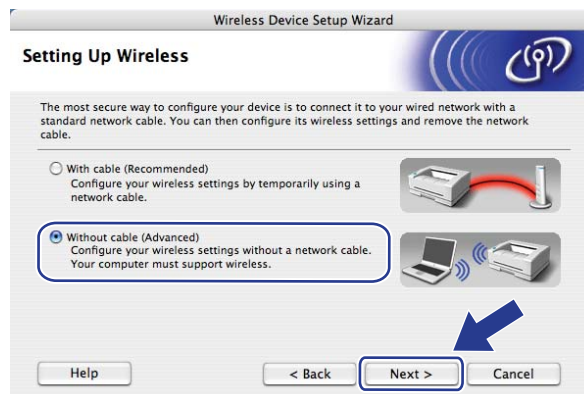 Wireless Device Setup Wizard
Setting Up Wireless
The most secure way to configure your device is to connect it to your wired network with a
standard network cable. You can then configure its wireless settings and remove the network
cable.
With cable (Recommended)
Configure your wireless settings by temporarily using a
network cable.
Without cable (Advanced)
Configure your wireless settings without a network cable.
Your computer must support wireless.
Help
< Back
Next >
Cancel